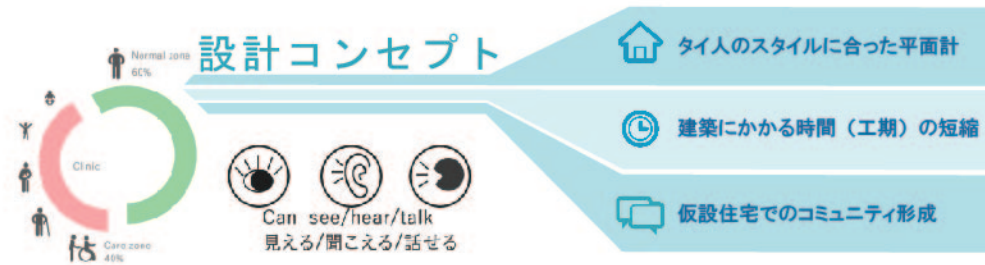 設計コンセプト
Normal zone
60%
Clinic
Care zone
40%
Can see/hear/talk
見える/聞こえる/話せる
タイ人のスタイルに合った平面計
建築にかかる時間（工期）の短縮
仮設住宅でのコミュニティ形成